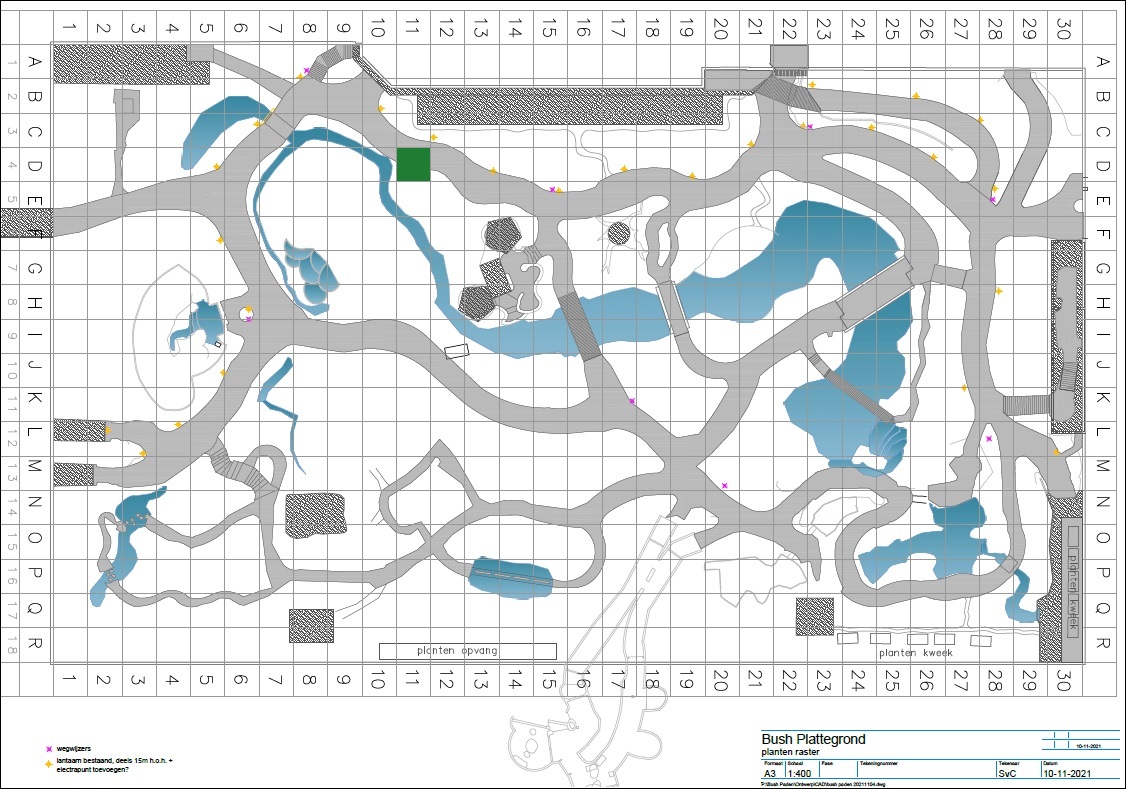 1 2 3 4 5 6 7 8 9 10 11 12 13 14 15 16 17 18 19 20 21 22 23 24 25 26 27 28 29 30
1 A A
2 B B
3 C C
4 D D
5 E E
F F
7 G G
8 H H
9 I I
10 J J
11 K K
12 L L
13 M M
14 N N
15 O O
16 P P
17 Q Q
18 R R
planten kweek
planten opvang
planten kweek
1 2 3 4 5 6 7 8 9 10 11 12 13 14 15 16 17 18 19 20 21 22 23 24 25 26 27 28 29 30
wegwijzers
lantaarn bestaand, deels 15m h.o.h. +
electrapunt toevoegen?
Bush Plattegrond
planten raster
10-11-2021
Formaat Schaal Fase Tekeningnummer Tekenaar Datum
A3 1:400 SvC 10-11-2021
P:\Bush Paden\Ontwerp\CAD\bush paden 20211104.dwg